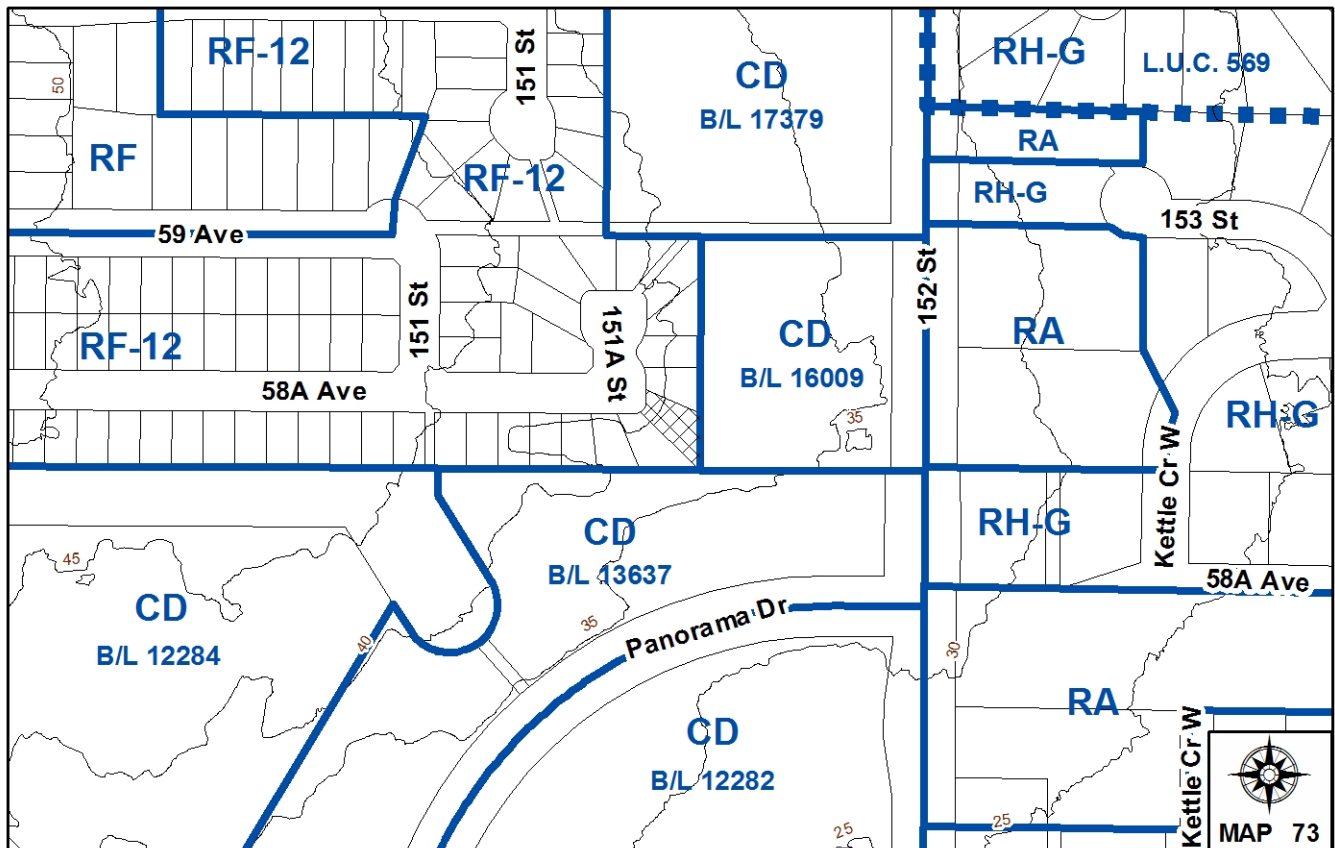 RF-12
151 St
CD
B/L 17379
RH-G
L.U.C. 569
50
RF
RF-12
RA
RH-G
153 St
59 Ave
152 St
151 St
151A St
CD
B/L 16009
35
RA
RF-12
58A Ave
RH-G
Kettle Cr W
RH-G
CD
B/L 13637
45
58A Ave
CD
B/L 12284
40
35
Panorama Dr
30
RA
CD
B/L 12282
Kettle Cr W
25
25
MAP 73